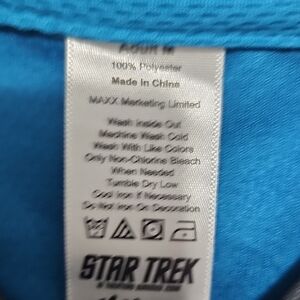 Adult M
100% Polyester
Made in China
MAXX Marketing Limited
Wash Inside Out
Machine Wash Cold
Wash With Like Colors
Only Non-Chlorine Bleach
When Needed
Tumble Dry Low
Cool Iron if Necessary
Do Not Iron On Decoration
STAR TREK